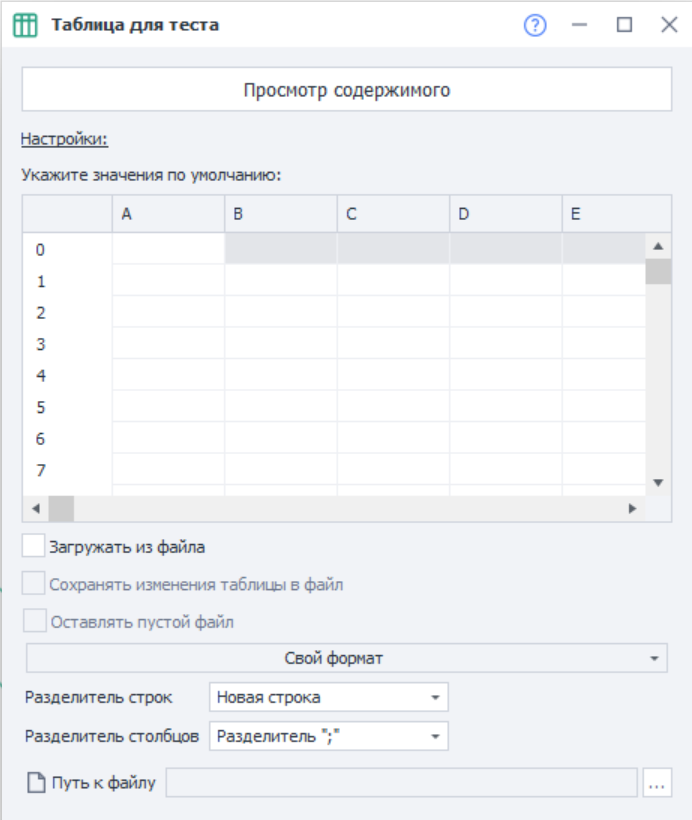 Таблица для теста
Просмотр содержимого
Настройки:
Укажите значения по умолчанию:
A B C D E
0
1
2
3
4
5
6
7
Загружать из файла
Сохранять изменения таблицы в файл
Оставлять пустой файл
Свой формат
Разделитель строк Новая строка
Разделитель столбцов Разделитель ";"
Путь к файлу ...